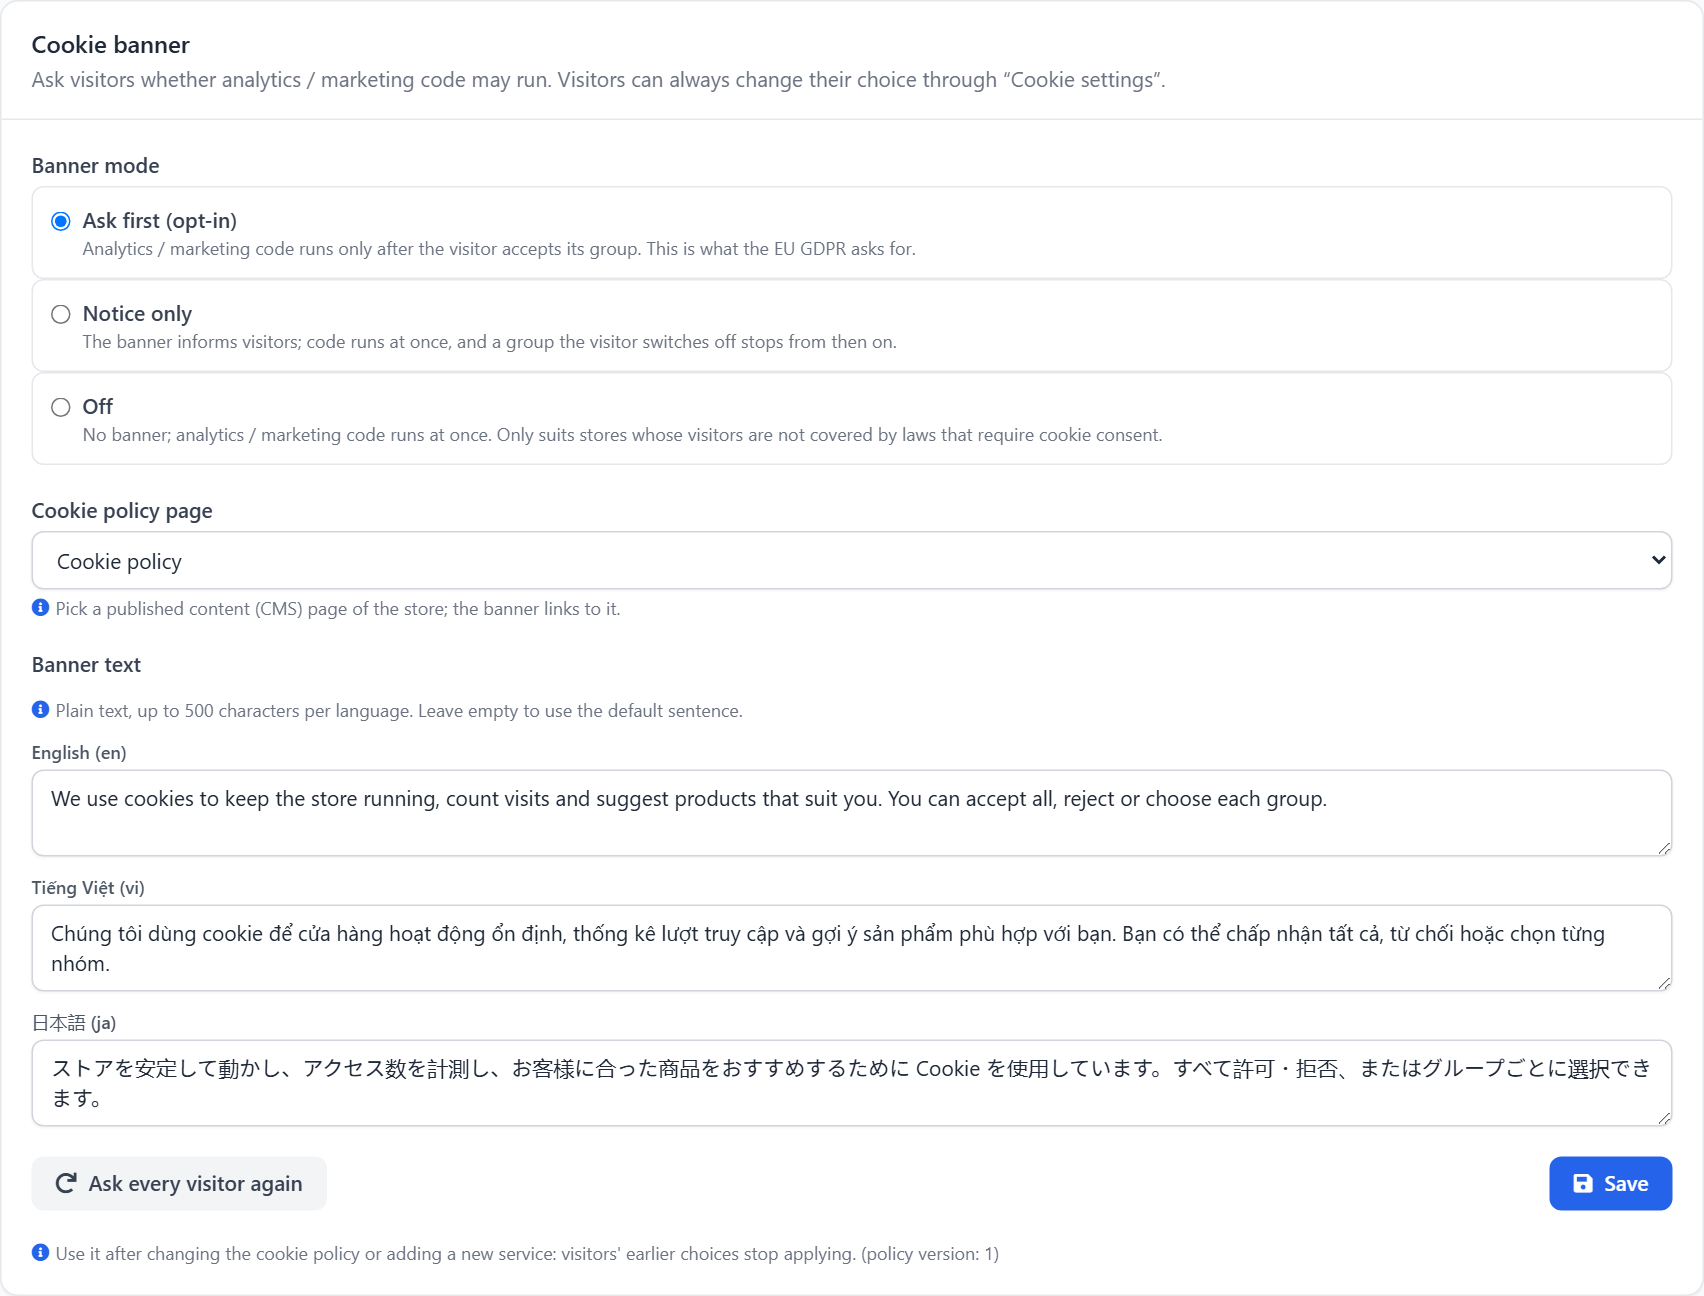 Cookie banner
Ask visitors whether analytics / marketing code may run. Visitors can always change their choice through “Cookie settings”.
Banner mode
Ask first (opt-in)
Analytics / marketing code runs only after the visitor accepts its group. This is what the EU GDPR asks for.
Notice only
The banner informs visitors; code runs at once, and a group the visitor switches off stops from then on.
Off
No banner; analytics / marketing code runs at once. Only suits stores whose visitors are not covered by laws that require cookie consent.
Cookie policy page
Cookie policy
Pick a published content (CMS) page of the store; the banner links to it.
Banner text
Plain text, up to 500 characters per language. Leave empty to use the default sentence.
English (en)
We use cookies to keep the store running, count visits and suggest products that suit you. You can accept all, reject or choose each group.
Tiếng Việt (vi)
Chúng tôi dùng cookie để cửa hàng hoạt động ổn định, thống kê lượt truy cập và gợi ý sản phẩm phù hợp với bạn. Bạn có thể chấp nhận tất cả, từ chối hoặc chọn từng
nhóm.
日本語 (ja)
ストアを安定して動かし、アクセス数を計測し、お客様に合った商品をおすすめするために Cookie を使用しています。すべて許可・拒否、またはグループごとに選択でき
ます。
Ask every visitor again
Save
Use it after changing the cookie policy or adding a new service: visitors' earlier choices stop applying. (policy version: 1)